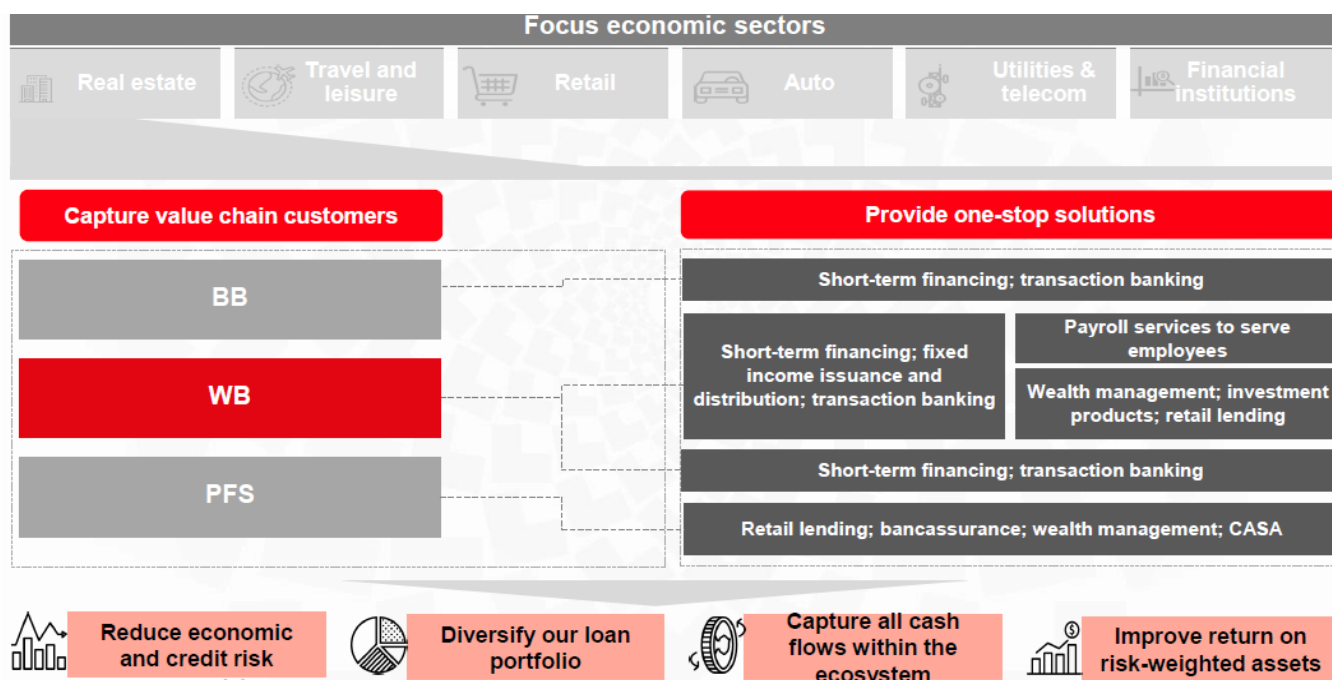 Focus economic sectors
Real estate
Travel and
leisure
Retail
Auto
Utilities &
telecom
Financial
institutions
Capture value chain customers
Provide one-stop solutions
BB
WB
PFS
Short-term financing; transaction banking
Short-term financing; fixed
income issuance and
distribution; transaction banking
Payroll services to serve
employees
Wealth management; investment
products; retail lending
Short-term financing; transaction banking
Retail lending; bancassurance; wealth management; CASA
Reduce economic
and credit risk
Diversify our loan
portfolio
Capture all cash
flows within the
ecosystem
Improve return on
risk-weighted assets